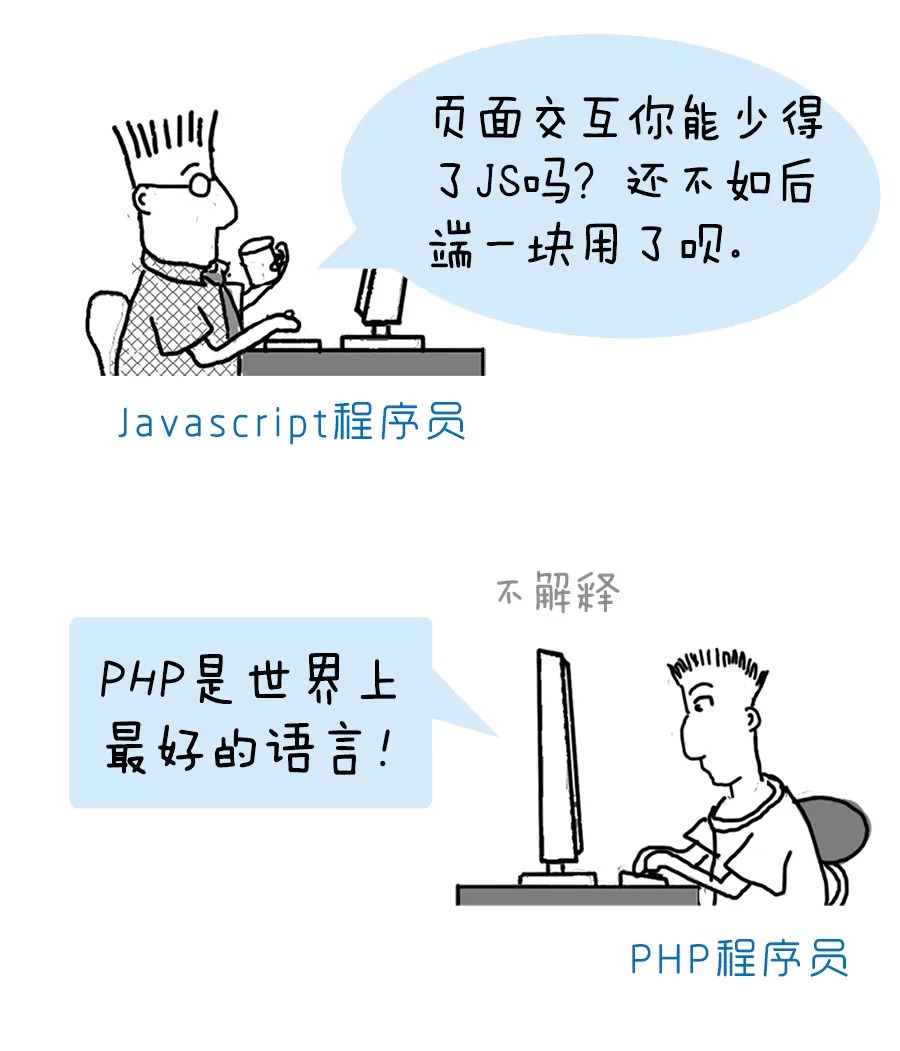 页面交互你能少得
了JS吗？还不如后
端一块用了呗。
Javascript程序员
不解释
PHP是世界上
最好的语言！
PHP程序员